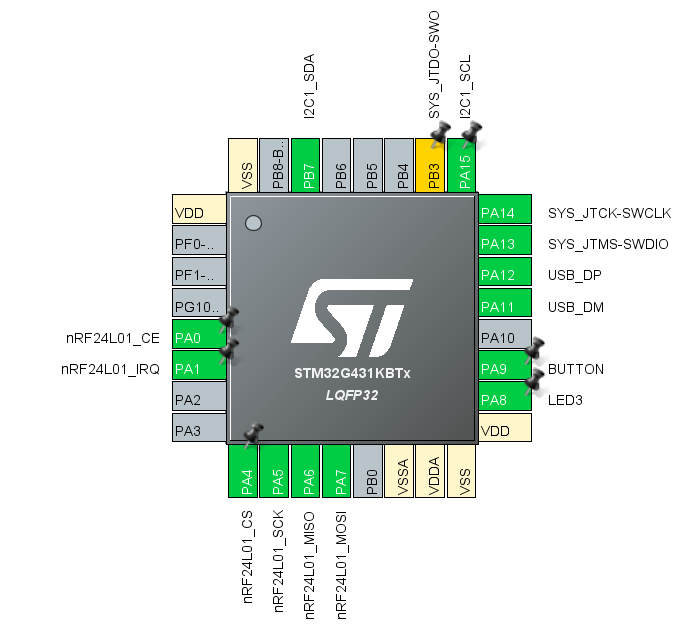 I2C1_SDA
SYS_JTDO-SWO
I2C1_SCL
VSS
PB8-B..
PB7
PB6
PB5
PB4
PB3
PA15
VDD
PF0-..
PF1-..
PG10..
nRF24L01_CE
PA0
nRF24L01_IRQ
PA1
PA2
PA3
ST
STM32G431KBTx
LQFP32
PA14
SYS_JTCK-SWCLK
PA13
SYS_JTMS-SWDIO
PA12
USB_DP
PA11
USB_DM
PA10
PA9
BUTTON
PA8
LED3
VDD
PA4
PA5
PA6
PA7
PB0
VSSA
VDDA
VSS
nRF24L01_CS
nRF24L01_SCK
nRF24L01_MISO
nRF24L01_MOSI